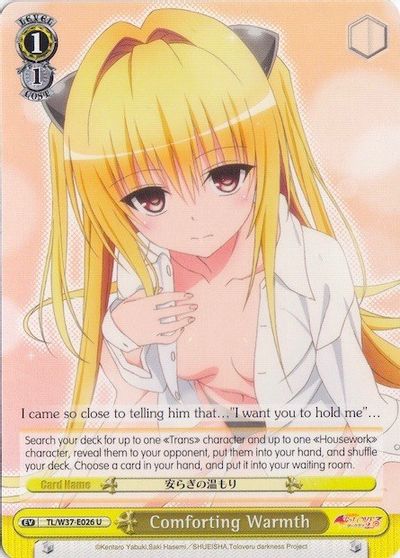 LEVEL
1
1
COST
I came so close to telling him that..."I want you to hold me"...
Search your deck for up to one «Trans» character and up to one «Housework»
character, reveal them to your opponent, put them into your hand, and shuffle
your deck. Choose a card in your hand, and put it into your waiting room.
Card Name 安らぎの温もり
EV TL/W37-E026 U Comforting Warmth
©Kentaro Yabuki,Saki Hasemi／SHUEISHA,Toloveru darkness Project